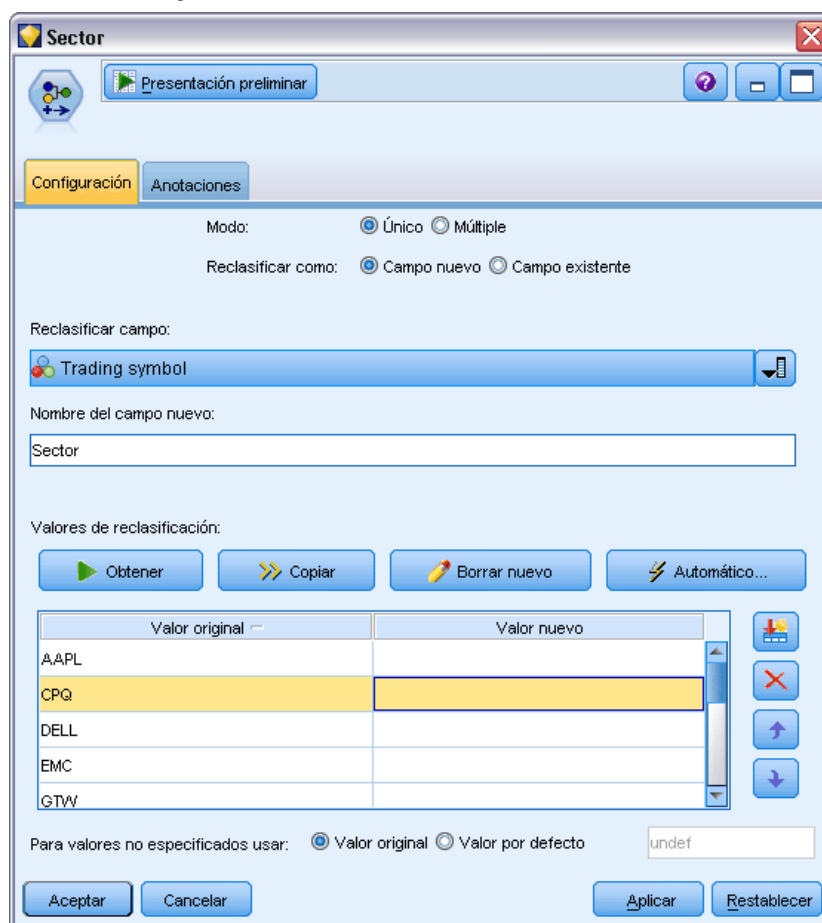 Sector
Presentación preliminar
Configuración Anotaciones
Modo: Único Múltiple
Reclasificar como: Campo nuevo Campo existente
Reclasificar campo:
Trading symbol
Nombre del campo nuevo:
Sector
Valores de reclasificación:
Obtener Copiar Borrar nuevo Automático...
Valor original Valor nuevo
AAPL
CPQ
DELL
EMC
GTW
Para valores no especificados usar: Valor original Valor por defecto undef
Aceptar Cancelar Aplicar Restablecer